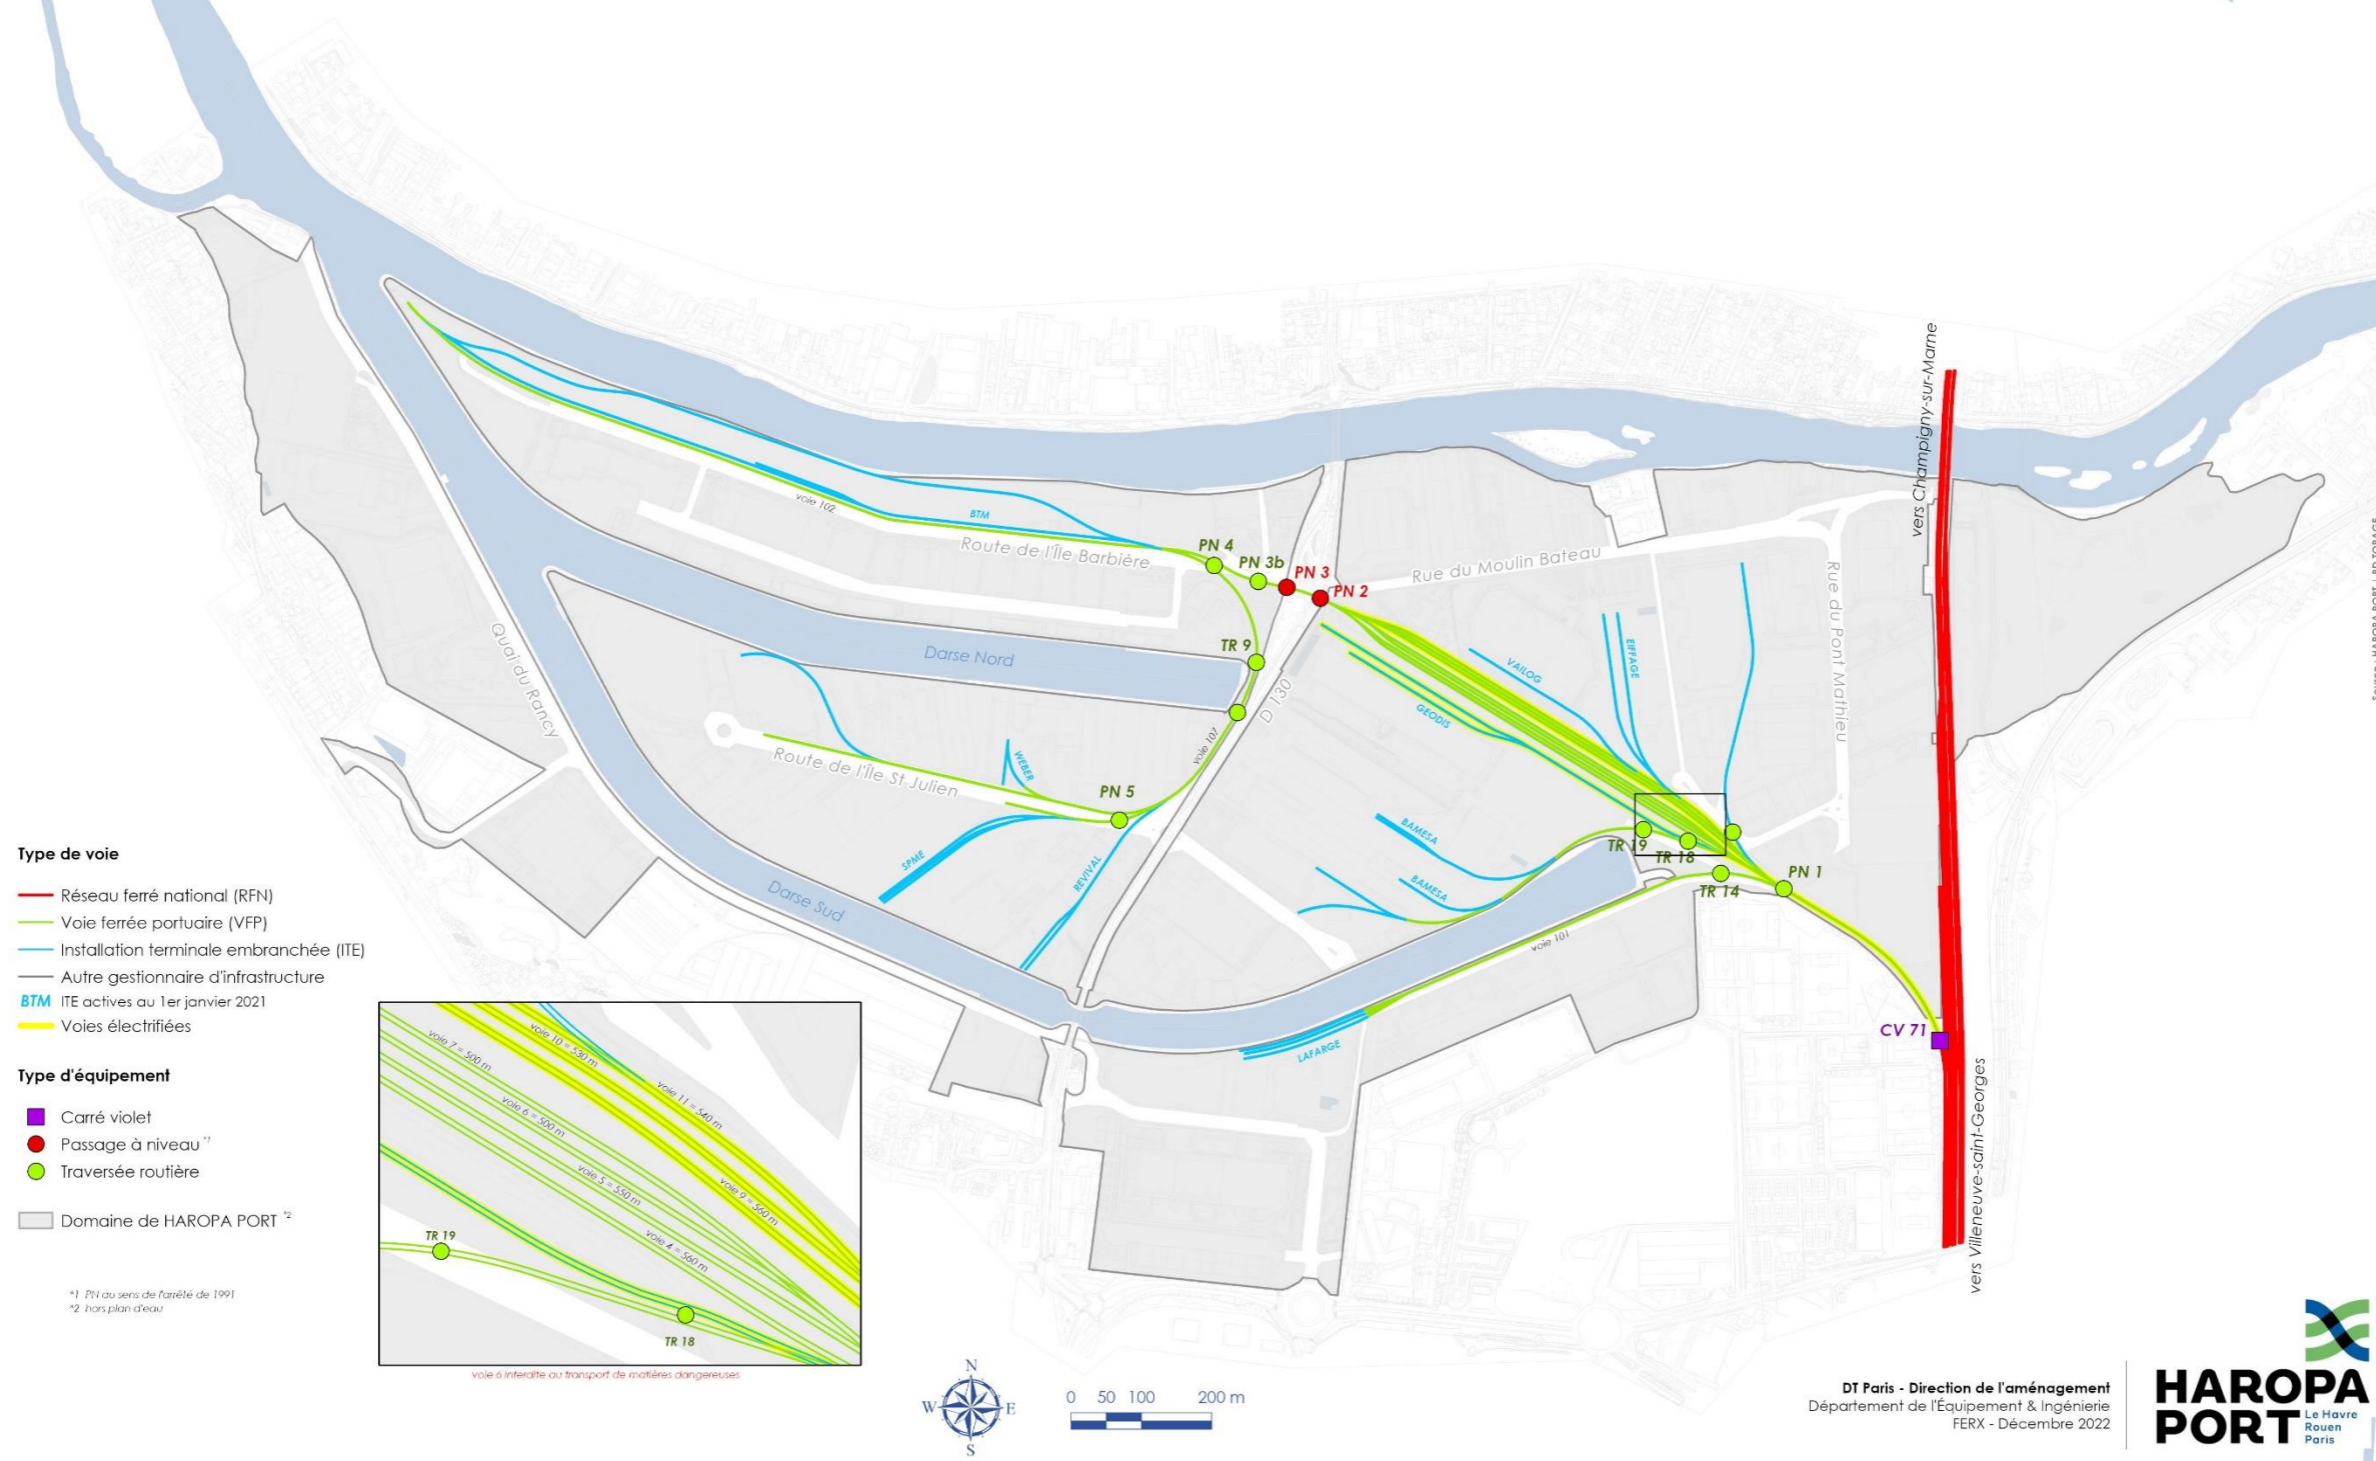 vers Champigny-sur-Marne
voie 102
BTM
Route de l'Île Barbière
PN 4
PN 3b
PN 3
PN 2
Rue du Moulin Bateau
Rue du Pont Mathieu
Quai du Rancy
Darse Nord
TR 9
D 130
VAILOG
EIFFAGE
GEODIS
Route de l'Île St-Julien
WEBER
voie 107
PN 5
SPME
REVIVAL
BAMESA
BAMESA
TR 19
TR 18
TR 14
PN 1
Darse Sud
voie 101
LAFARGE
CV 71
vers Villeneuve-saint-Georges
Type de voie
Réseau ferré national (RFN)
Voie ferrée portuaire (VFP)
Installation terminale embranchée (ITE)
Autre gestionnaire d'infrastructure
BTM ITE actives au 1er janvier 2021
Voies électrifiées
Type d'équipement
Carré violet
Passage à niveau *1
Traversée routière
Domaine de HAROPA PORT *2
*1 PN au sens de l'arrêté de 1991
*2 hors plan d'eau
voie 7 = 500 m
voie 10 = 530 m
voie 11 = 540 m
voie 6 = 500 m
voie 5 = 550 m
voie 9 = 560 m
voie 4 = 560 m
TR 19
TR 18
voie 6 interdite au transport de matières dangereuses
N
W
E
S
0 50 100 200 m
DT Paris - Direction de l'aménagement
Département de l'Équipement & Ingénierie
FERX - Décembre 2022
HAROPA
PORT
Le Havre
Rouen
Paris